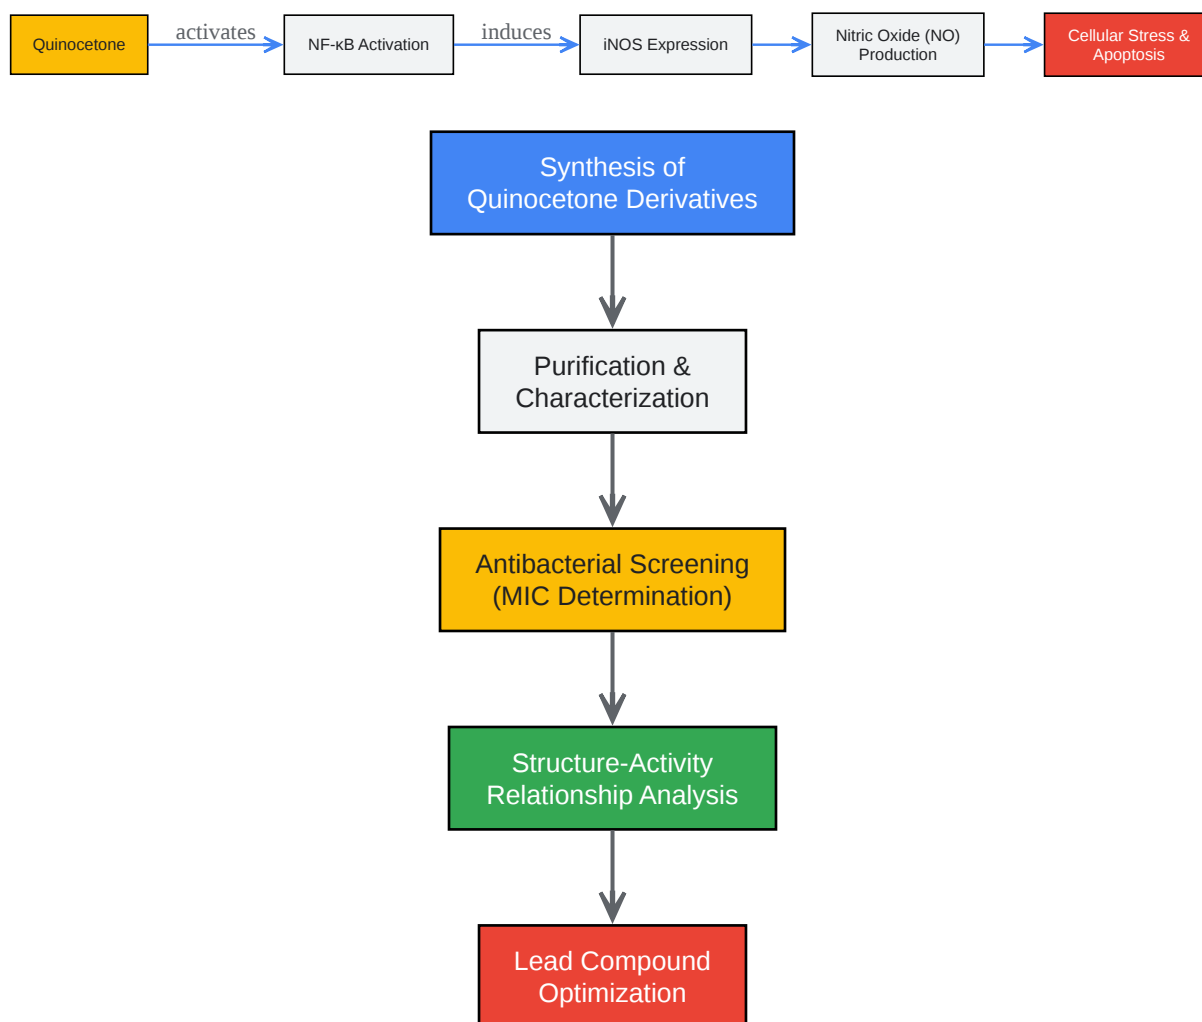 Quinocetone
activates
NF-κB Activation
induces
iNOS Expression
Nitric Oxide (NO)
Production
Cellular Stress &
Apoptosis
Synthesis of
Quinocetone Derivatives
Purification &
Characterization
Antibacterial Screening
(MIC Determination)
Structure-Activity
Relationship Analysis
Lead Compound
Optimization